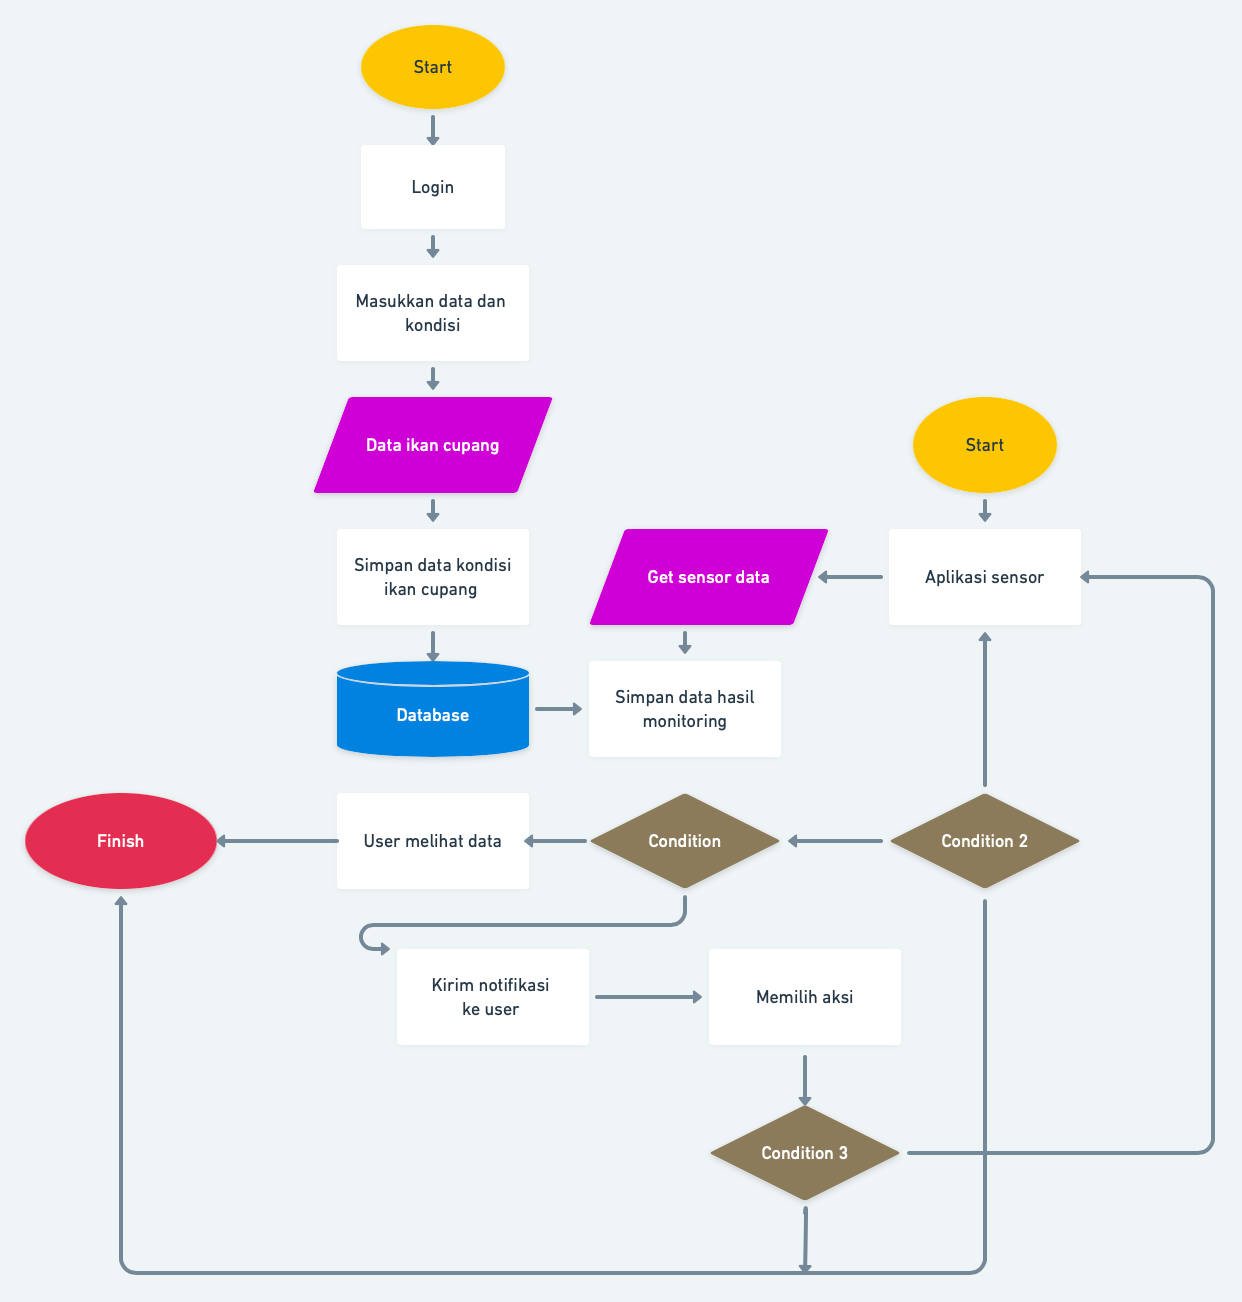 Start
Login
Masukkan data dan
kondisi
Data ikan cupang
Start
Simpan data kondisi
ikan cupang
Get sensor data
Aplikasi sensor
Database
Simpan data hasil
monitoring
Finish
User melihat data
Condition
Condition 2
Kirim notifikasi
ke user
Memilih aksi
Condition 3